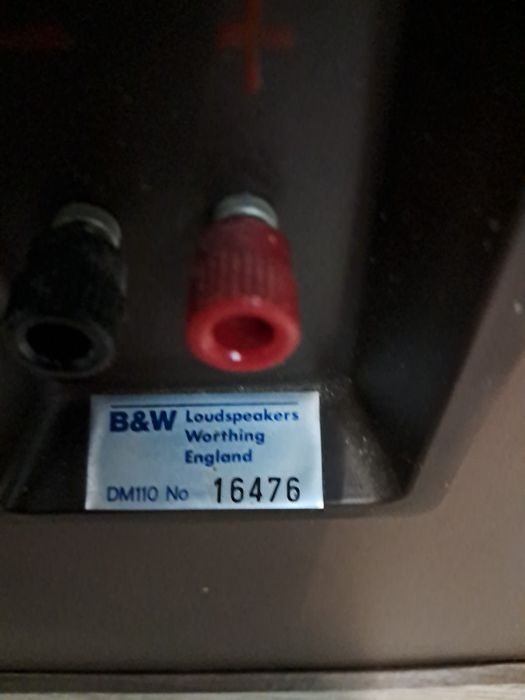 - +
B&W Loudspeakers
Worthing
England
DM110 No 16476